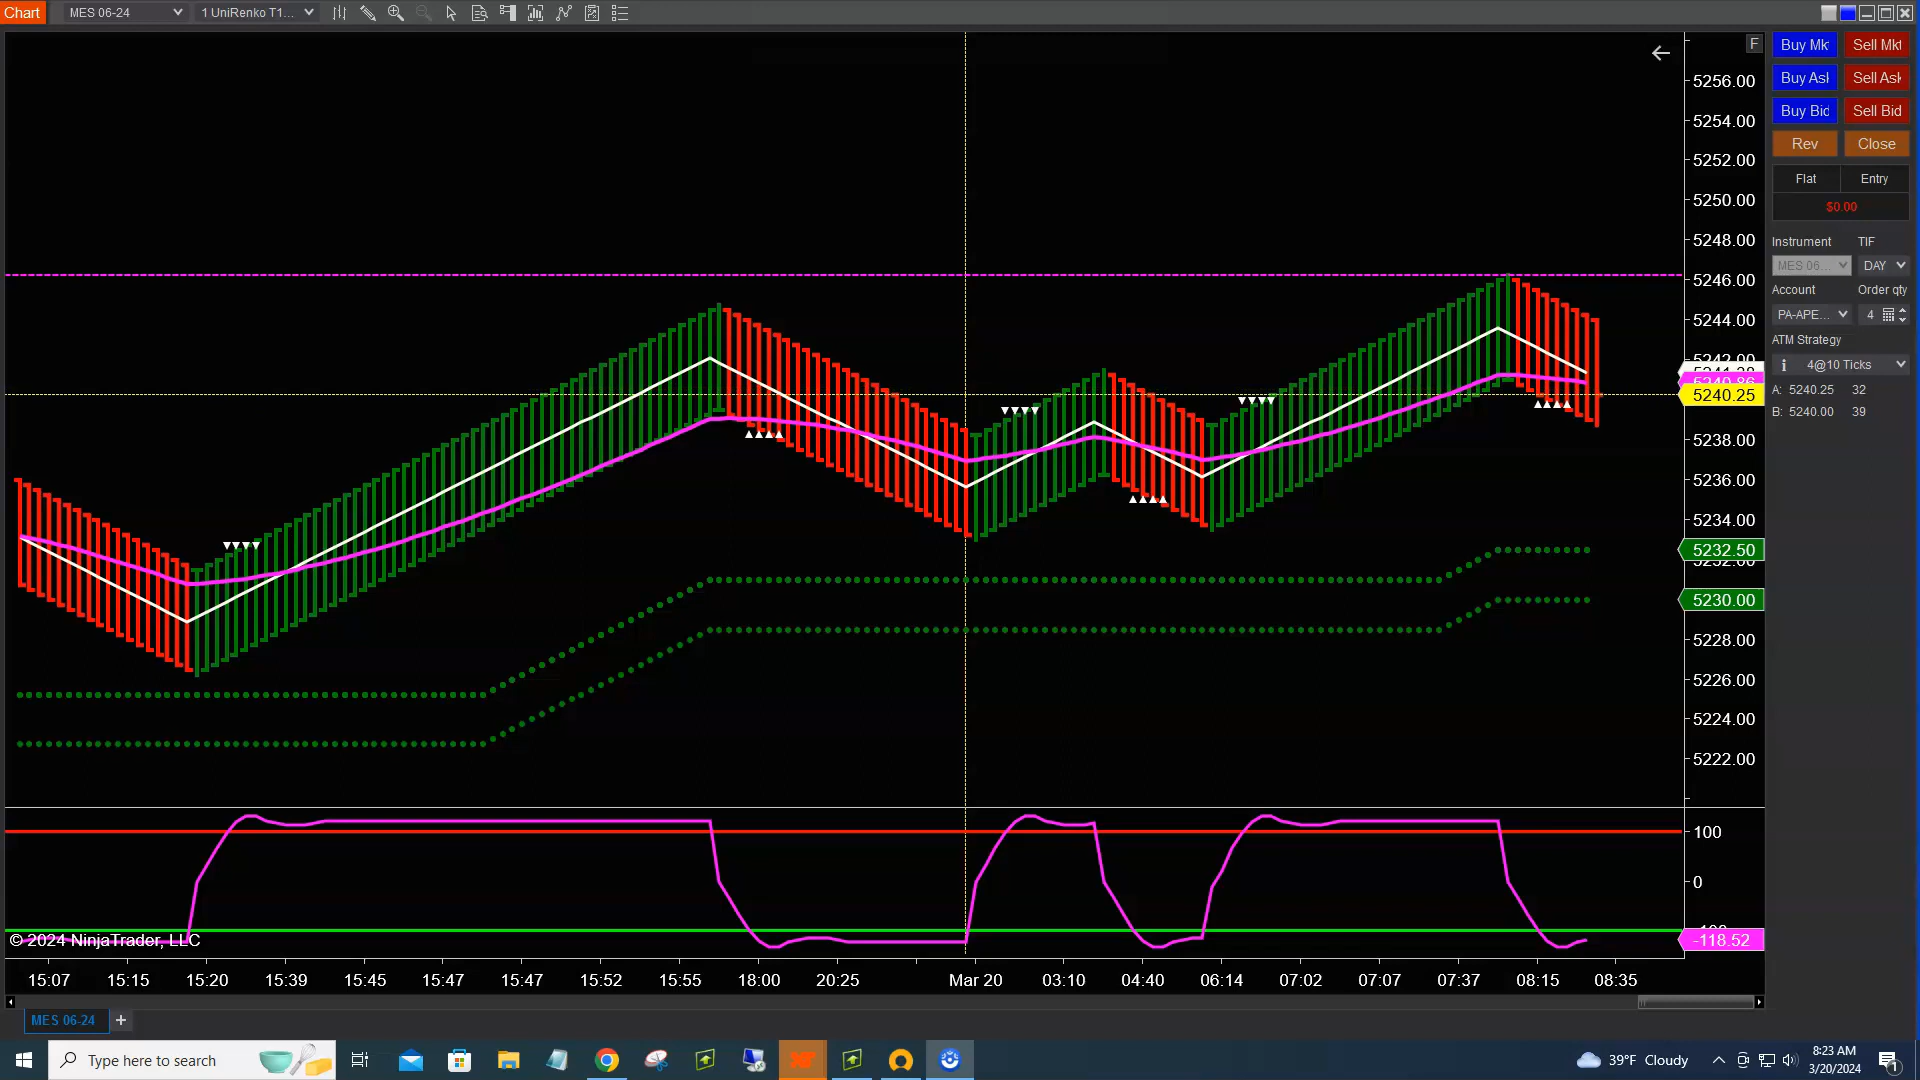 Chart MES 06-24 1 UniRenko T1...
F
Buy Mk Sell Mkt
Buy Asl Sell Ask
Buy Bid Sell Bid
Rev Close
Flat Entry
$0.00
Instrument TIF
MES 06... DAY
Account Order qty
PA-APE... 4
ATM Strategy
4@10 Ticks
A: 5240.25 32
B: 5240.00 39
5256.00
5254.00
5252.00
5250.00
5248.00
5246.00
5244.00
5240.25
5238.00
5236.00
5234.00
5232.50
5232.00
5230.00
5228.00
5226.00
5224.00
5222.00
100
0
-118.52
© 2024 NinjaTrader, LLC
15:07 15:15 15:20 15:39 15:45 15:47 15:47 15:52 15:55 18:00 20:25 Mar 20 03:10 04:40 06:14 07:02 07:07 07:37 08:15 08:35
MES 06-24 +
Type here to search
39°F Cloudy
8:23 AM
3/20/2024
1